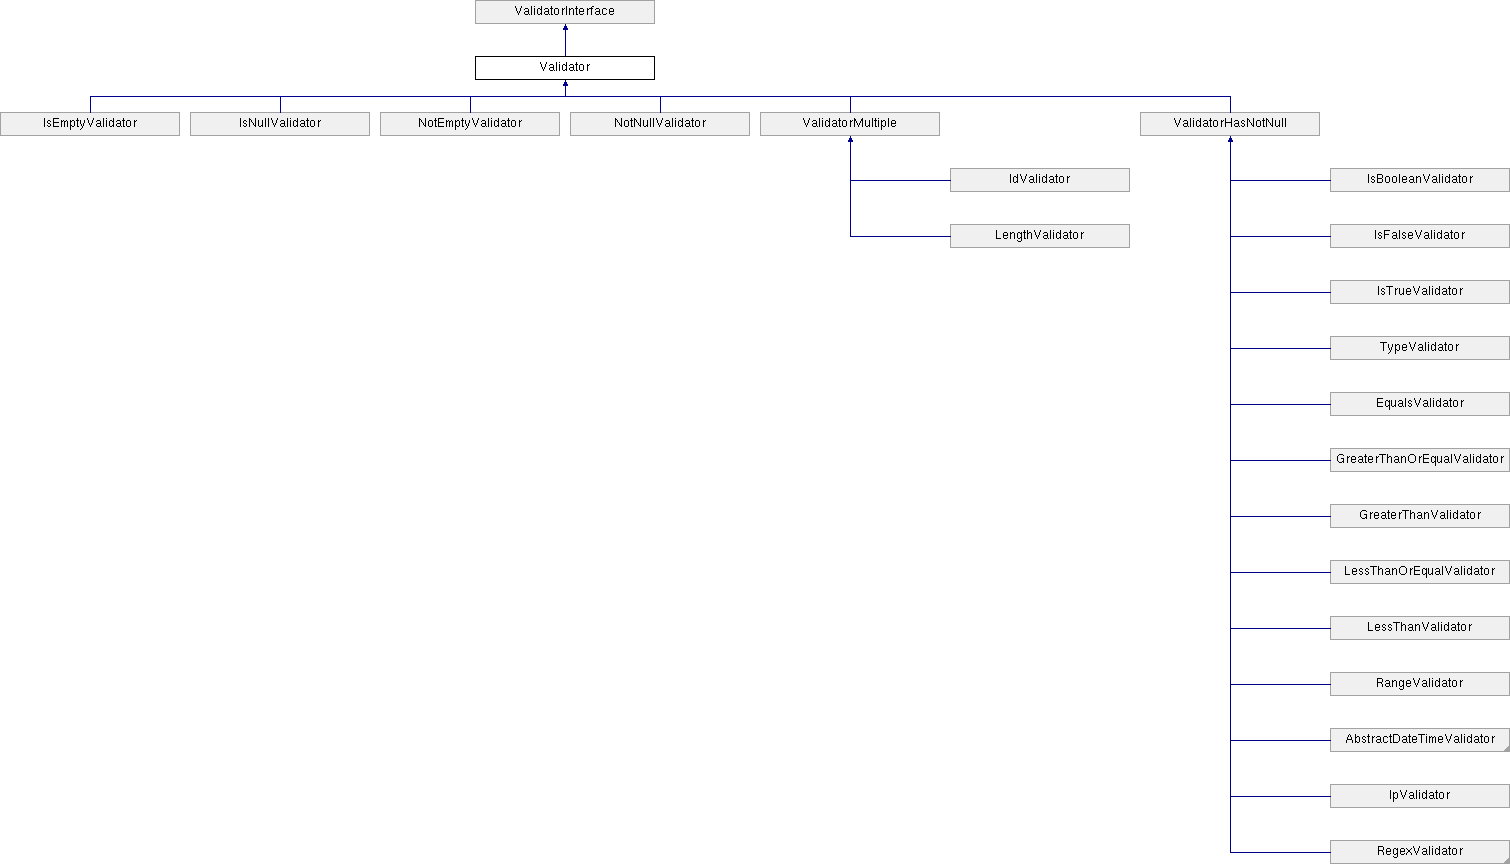 ValidatorInterface
Validator
IsEmptyValidator
IsNullValidator
NotEmptyValidator
NotNullValidator
ValidatorMultiple
ValidatorHasNotNull
IdValidator
IsBooleanValidator
LengthValidator
IsFalseValidator
IsTrueValidator
TypeValidator
EqualsValidator
GreaterThanOrEqualValidator
GreaterThanValidator
LessThanOrEqualValidator
LessThanValidator
RangeValidator
AbstractDateTimeValidator
IpValidator
RegexValidator